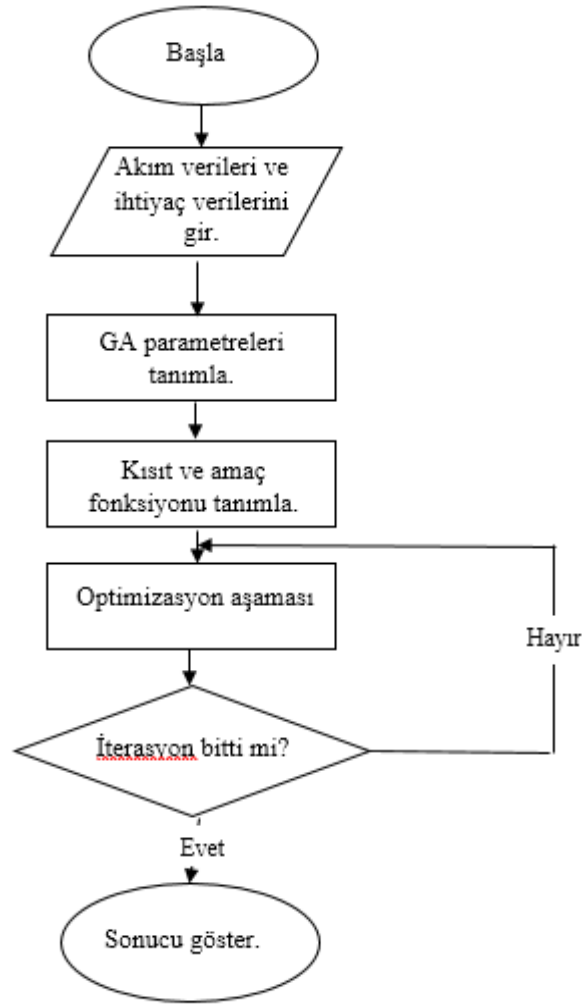 Başla
Akım verileri ve
ihtiyaç verilerini
gir.
GA parametreleri
tanımla.
Kısıt ve amaç
fonksiyonu tanımla.
Optimizasyon aşaması
Hayır
İterasyon bitti mi?
Evet
Sonucu göster.